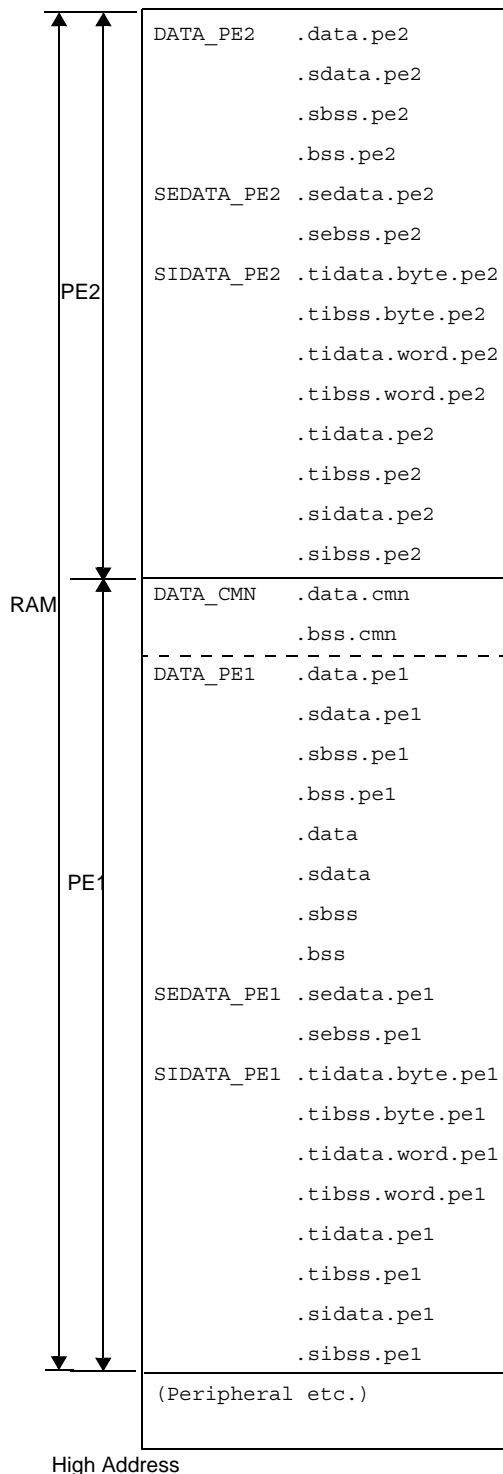 DATA_PE2 .data.pe2
.sdata.pe2
.sbss.pe2
.bss.pe2
SEDATA_PE2 .sedata.pe2
.sebss.pe2
SIDATA_PE2 .tidata.byte.pe2
PE2
.tibss.byte.pe2
.tidata.word.pe2
.tibss.word.pe2
.tidata.pe2
.tibss.pe2
.sidata.pe2
.sibss.pe2
RAM
DATA_CMN .data.cmn
.bss.cmn
DATA_PE1 .data.pe1
.sdata.pe1
.sbss.pe1
.bss.pe1
.data
PE1
.sdata
.sbss
.bss
SEDATA_PE1 .sedata.pe1
.sebss.pe1
SIDATA_PE1 .tidata.byte.pe1
.tibss.byte.pe1
.tidata.word.pe1
.tibss.word.pe1
.tidata.pe1
.tibss.pe1
.sidata.pe1
.sibss.pe1
(Peripheral etc.)
High Address